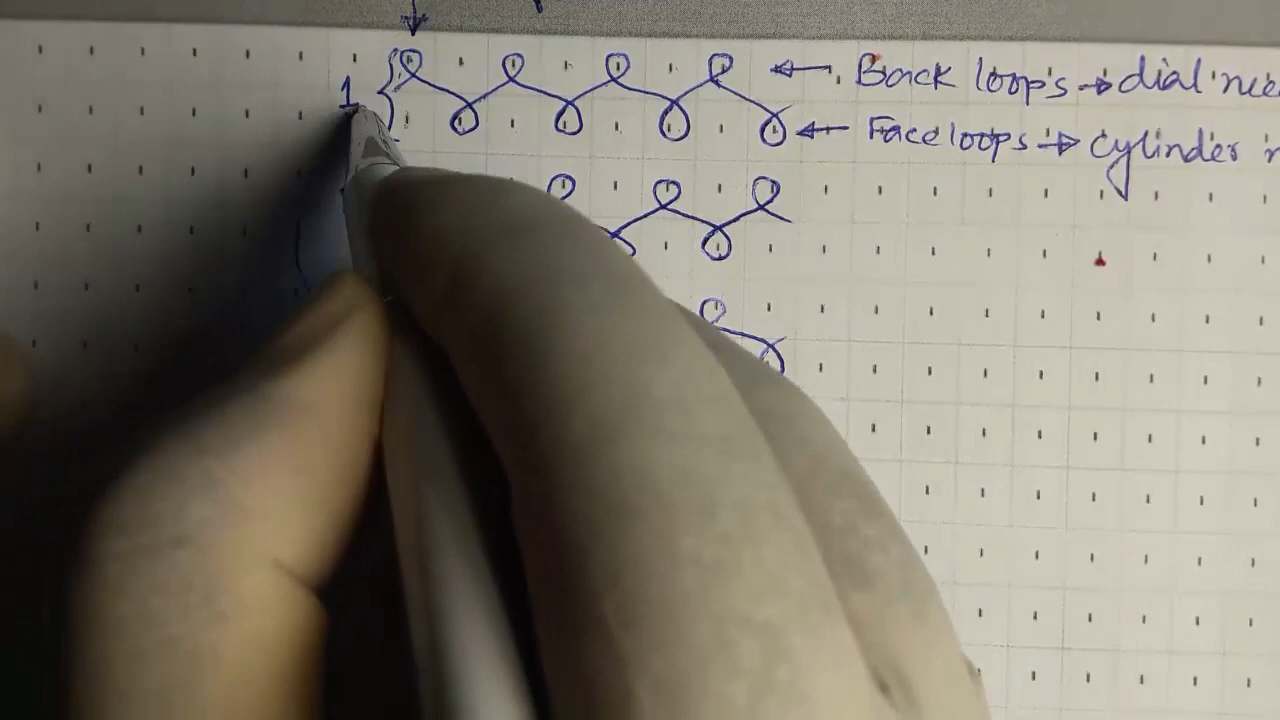 1 Back loops → dial
Face loops → cylinder